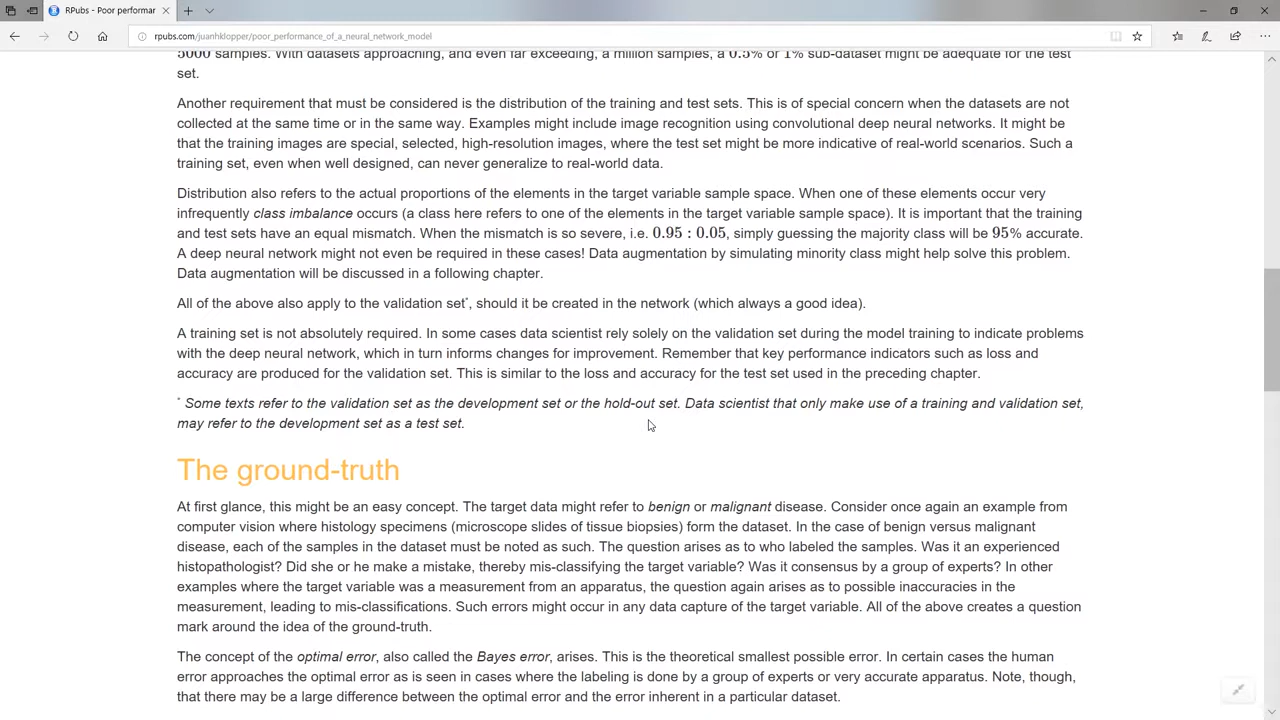 RPubs - Poor performar
rpubs.com/juanhklopper/poor_performance_of_a_neural_network_model
5000 samples. With datasets approaching, and even far exceeding, a million samples, a 0.5% or 1% sub-dataset might be adequate for the test
set.
Another requirement that must be considered is the distribution of the training and test sets. This is of special concern when the datasets are not
collected at the same time or in the same way. Examples might include image recognition using convolutional deep neural networks. It might be
that the training images are special, selected, high-resolution images, where the test set might be more indicative of real-world scenarios. Such a
training set, even when well designed, can never generalize to real-world data.
Distribution also refers to the actual proportions of the elements in the target variable sample space. When one of these elements occur very
infrequently class imbalance occurs (a class here refers to one of the elements in the target variable sample space). It is important that the training
and test sets have an equal mismatch. When the mismatch is so severe, i.e. 0.95 : 0.05, simply guessing the majority class will be 95% accurate.
A deep neural network might not even be required in these cases! Data augmentation by simulating minority class might help solve this problem.
Data augmentation will be discussed in a following chapter.
All of the above also apply to the validation set*, should it be created in the network (which always a good idea).
A training set is not absolutely required. In some cases data scientist rely solely on the validation set during the model training to indicate problems
with the deep neural network, which in turn informs changes for improvement. Remember that key performance indicators such as loss and
accuracy are produced for the validation set. This is similar to the loss and accuracy for the test set used in the preceding chapter.
* Some texts refer to the validation set as the development set or the hold-out set. Data scientist that only make use of a training and validation set,
may refer to the development set as a test set.
The ground-truth
At first glance, this might be an easy concept. The target data might refer to benign or malignant disease. Consider once again an example from
computer vision where histology specimens (microscope slides of tissue biopsies) form the dataset. In the case of benign versus malignant
disease, each of the samples in the dataset must be noted as such. The question arises as to who labeled the samples. Was it an experienced
histopathologist? Did she or he make a mistake, thereby mis-classifying the target variable? Was it consensus by a group of experts? In other
examples where the target variable was a measurement from an apparatus, the question again arises as to possible inaccuracies in the
measurement, leading to mis-classifications. Such errors might occur in any data capture of the target variable. All of the above creates a question
mark around the idea of the ground-truth.
The concept of the optimal error, also called the Bayes error, arises. This is the theoretical smallest possible error. In certain cases the human
error approaches the optimal error as is seen in cases where the labeling is done by a group of experts or very accurate apparatus. Note, though,
that there may be a large difference between the optimal error and the error inherent in a particular dataset.